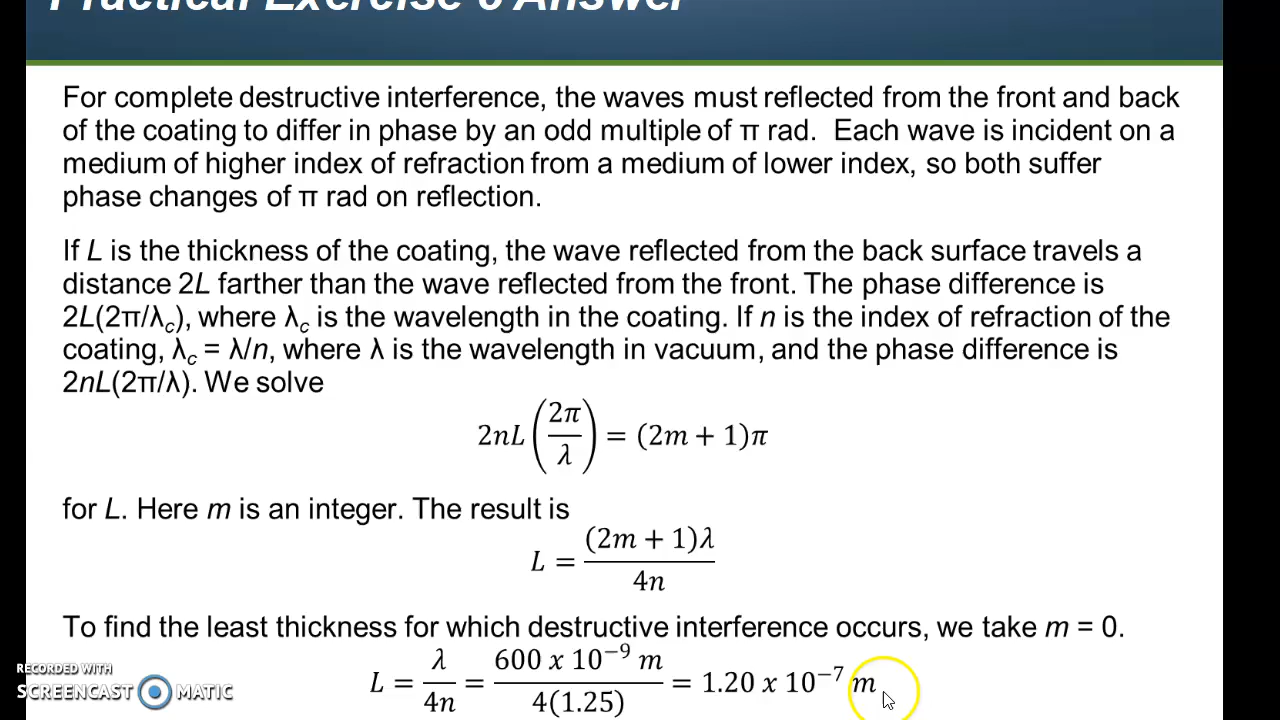 Practical Exercise 6 Answer
For complete destructive interference, the waves must reflected from the front and back
of the coating to differ in phase by an odd multiple of π rad.  Each wave is incident on a
medium of higher index of refraction from a medium of lower index, so both suffer
phase changes of π rad on reflection.
If L is the thickness of the coating, the wave reflected from the back surface travels a
distance 2L farther than the wave reflected from the front. The phase difference is
2L(2π/λc), where λc is the wavelength in the coating. If n is the index of refraction of the
coating, λc = λ/n, where λ is the wavelength in vacuum, and the phase difference is
2nL(2π/λ). We solve
2nL(2π/λ) = (2m + 1)π
for L. Here m is an integer. The result is
L = (2m + 1)λ / 4n
To find the least thickness for which destructive interference occurs, we take m = 0.
L = λ/4n = 600 x 10⁻⁹ m / 4(1.25) = 1.20 x 10⁻⁷ m
RECORDED WITH
SCREENCAST MATIC